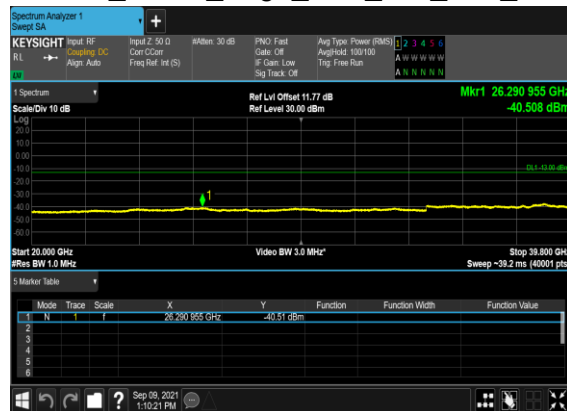 Spectrum Analyzer 1
Swept SA
KEYSIGHT Input: RF Input Z: 50 Ω #Atten: 30 dB PNO: Fast Avg Type: Power (RMS) 1 2 3 4 5 6
RL Coupling: DC Corr CCorr Gate: Off Avg|Hold: 100/100 A W W W W W
Align: Auto Freq Ref: Int (S) IF Gain: Low Trig: Free Run
Sig Track: Off A N N N N N
1 Spectrum Ref Lvl Offset 11.77 dB Mkr1 26.290 955 GHz
Scale/Div 10 dB Ref Level 30.00 dBm -40.508 dBm
Log
20.0
10.0
0.00
-10.0 DL1 -13.00 dBm
-20.0
-30.0
-40.0 1
-50.0
-60.0
Start 20.000 GHz Video BW 3.0 MHz* Stop 39.800 GHz
#Res BW 1.0 MHz Sweep ~39.2 ms (40001 pts)
5 Marker Table
Mode Trace Scale X Y Function Function Width Function Value
1 N 1 f 26.290 955 GHz -40.51 dBm
2
3
4
5
6
? Sep 09, 2021
1:10:21 PM